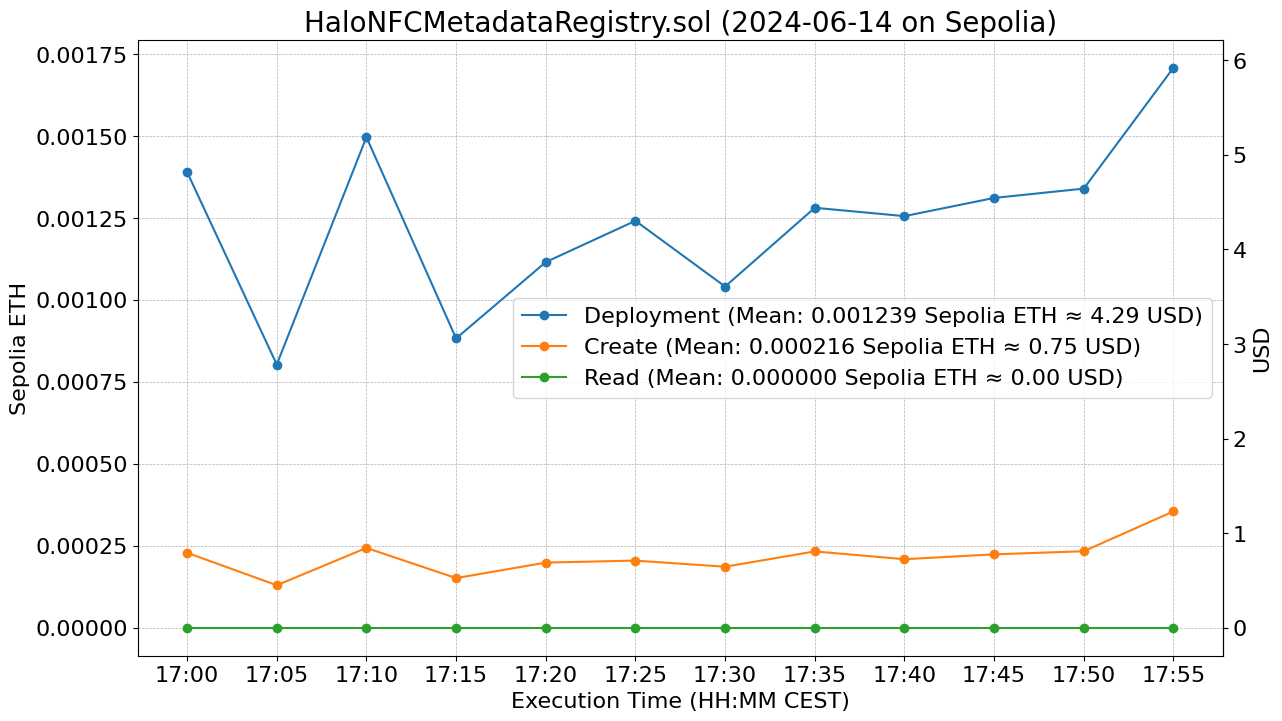 HaloNFCMetadataRegistry.sol (2024-06-14 on Sepolia)
Sepolia ETH
0.00175
0.00150
0.00125
0.00100
0.00075
0.00050
0.00025
0.00000
6
5
4
3
2
1
0
USD
Deployment (Mean: 0.001239 Sepolia ETH ≈ 4.29 USD)
Create (Mean: 0.000216 Sepolia ETH ≈ 0.75 USD)
Read (Mean: 0.000000 Sepolia ETH ≈ 0.00 USD)
17:00 17:05 17:10 17:15 17:20 17:25 17:30 17:35 17:40 17:45 17:50 17:55
Execution Time (HH:MM CEST)